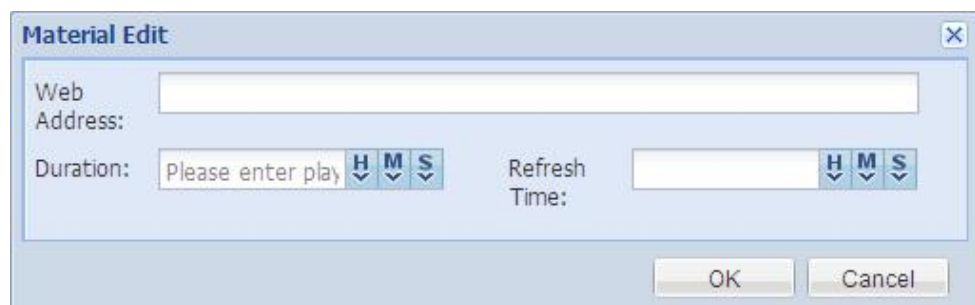 Material Edit
Web
Address:
Duration: Please enter play H M S Refresh
Time: H M S
OK Cancel